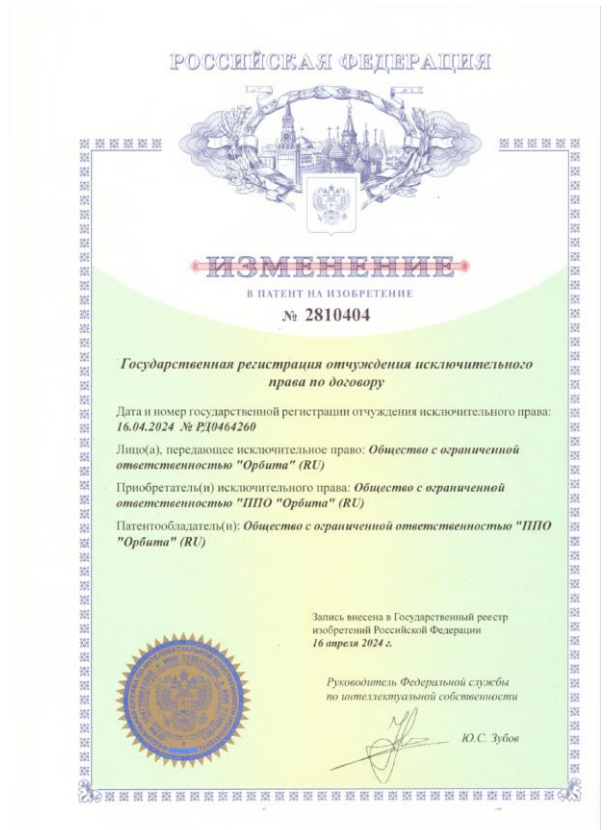 РОССИЙСКАЯ ФЕДЕРАЦИЯ
ИЗМЕНЕНИЕ
В ПАТЕНТ НА ИЗОБРЕТЕНИЕ
№ 2810404
Государственная регистрация отчуждения исключительного
права по договору
Дата и номер государственной регистрации отчуждения исключительного права:
16.04.2024 № РД0464260
Лицо(а), передающее исключительное право: Общество с ограниченной
ответственностью "Орбита" (RU)
Приобретатель(и) исключительного права: Общество с ограниченной
ответственностью "ППО "Орбита" (RU)
Патентообладатель(и): Общество с ограниченной ответственностью "ППО
"Орбита" (RU)
Запись внесена в Государственный реестр
изобретений Российской Федерации
16 апреля 2024 г.
Руководитель Федеральной службы
по интеллектуальной собственности
Ю.С. Зубов